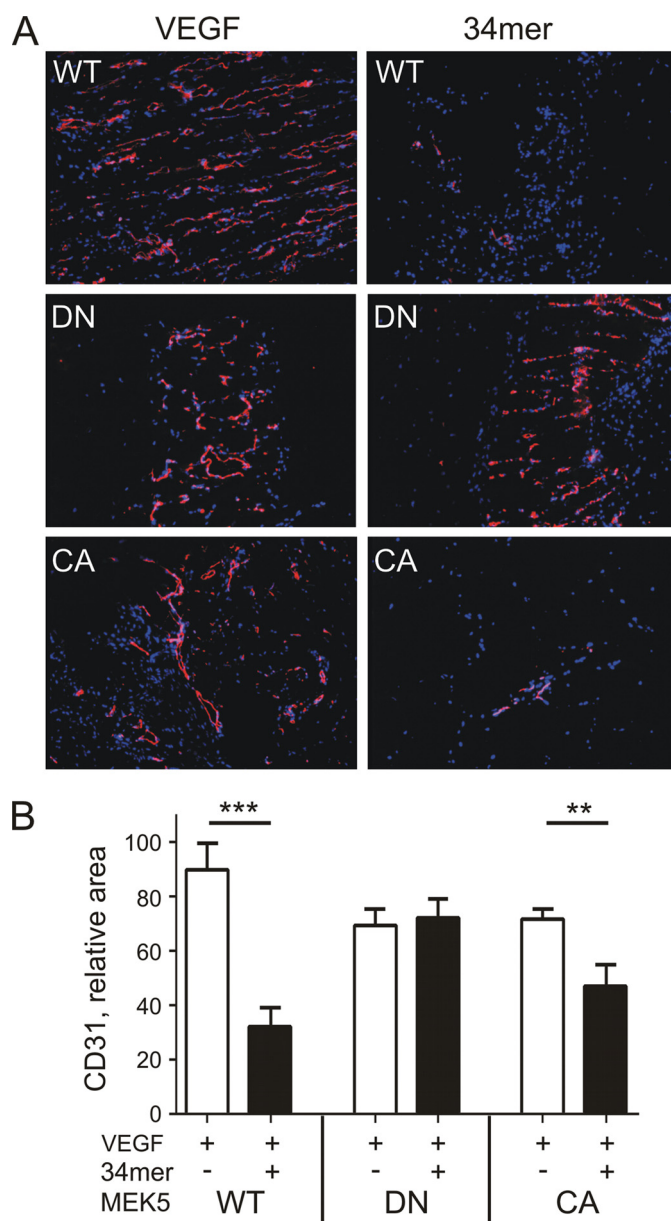 A VEGF 34mer
WT WT
DN DN
CA CA
B
*** **
100
80
60
40
20
0
CD31, relative area
VEGF + + + + + +
34mer - + - + - +
MEK5 WT DN CA